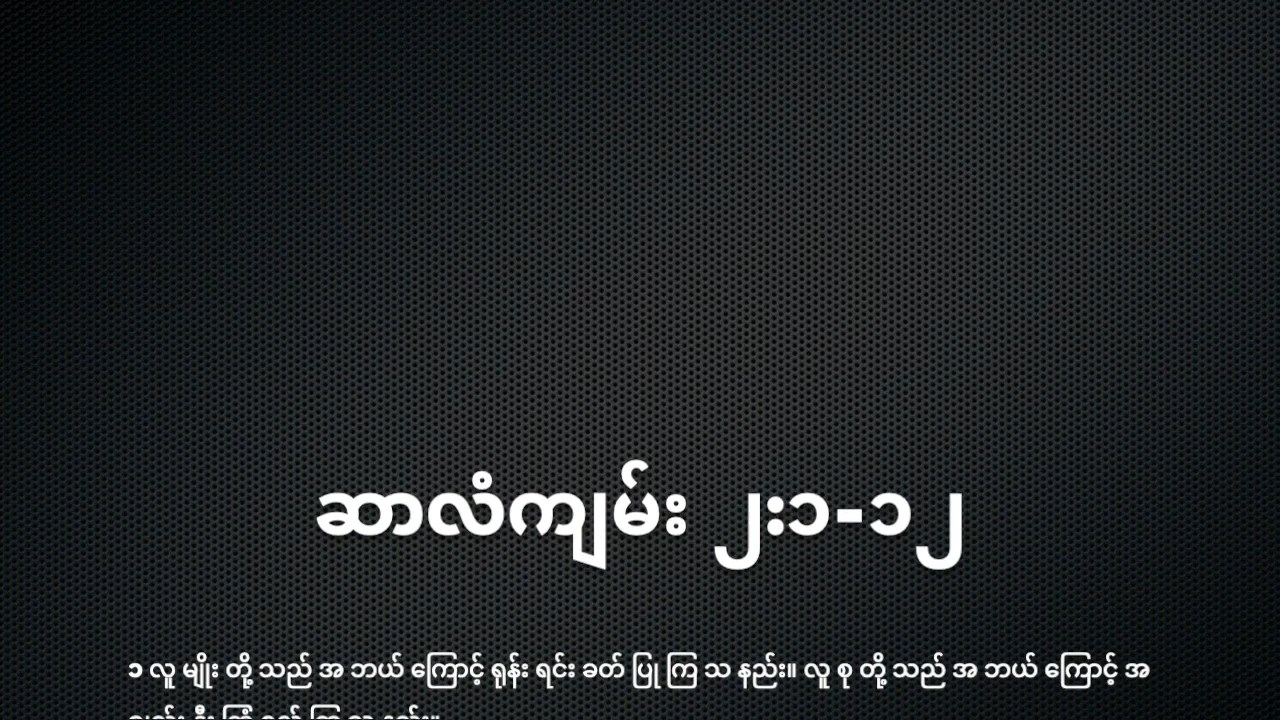 ဆာလံကျမ်း ၂း၁-၁၂
၁ လူ မျိုး တို့ သည် အ ဘယ် ကြောင့် ရုန်း ရင်း ခတ် ပြု ကြ သ နည်း။ လူ စု တို့ သည် အ ဘယ် ကြောင့် အ